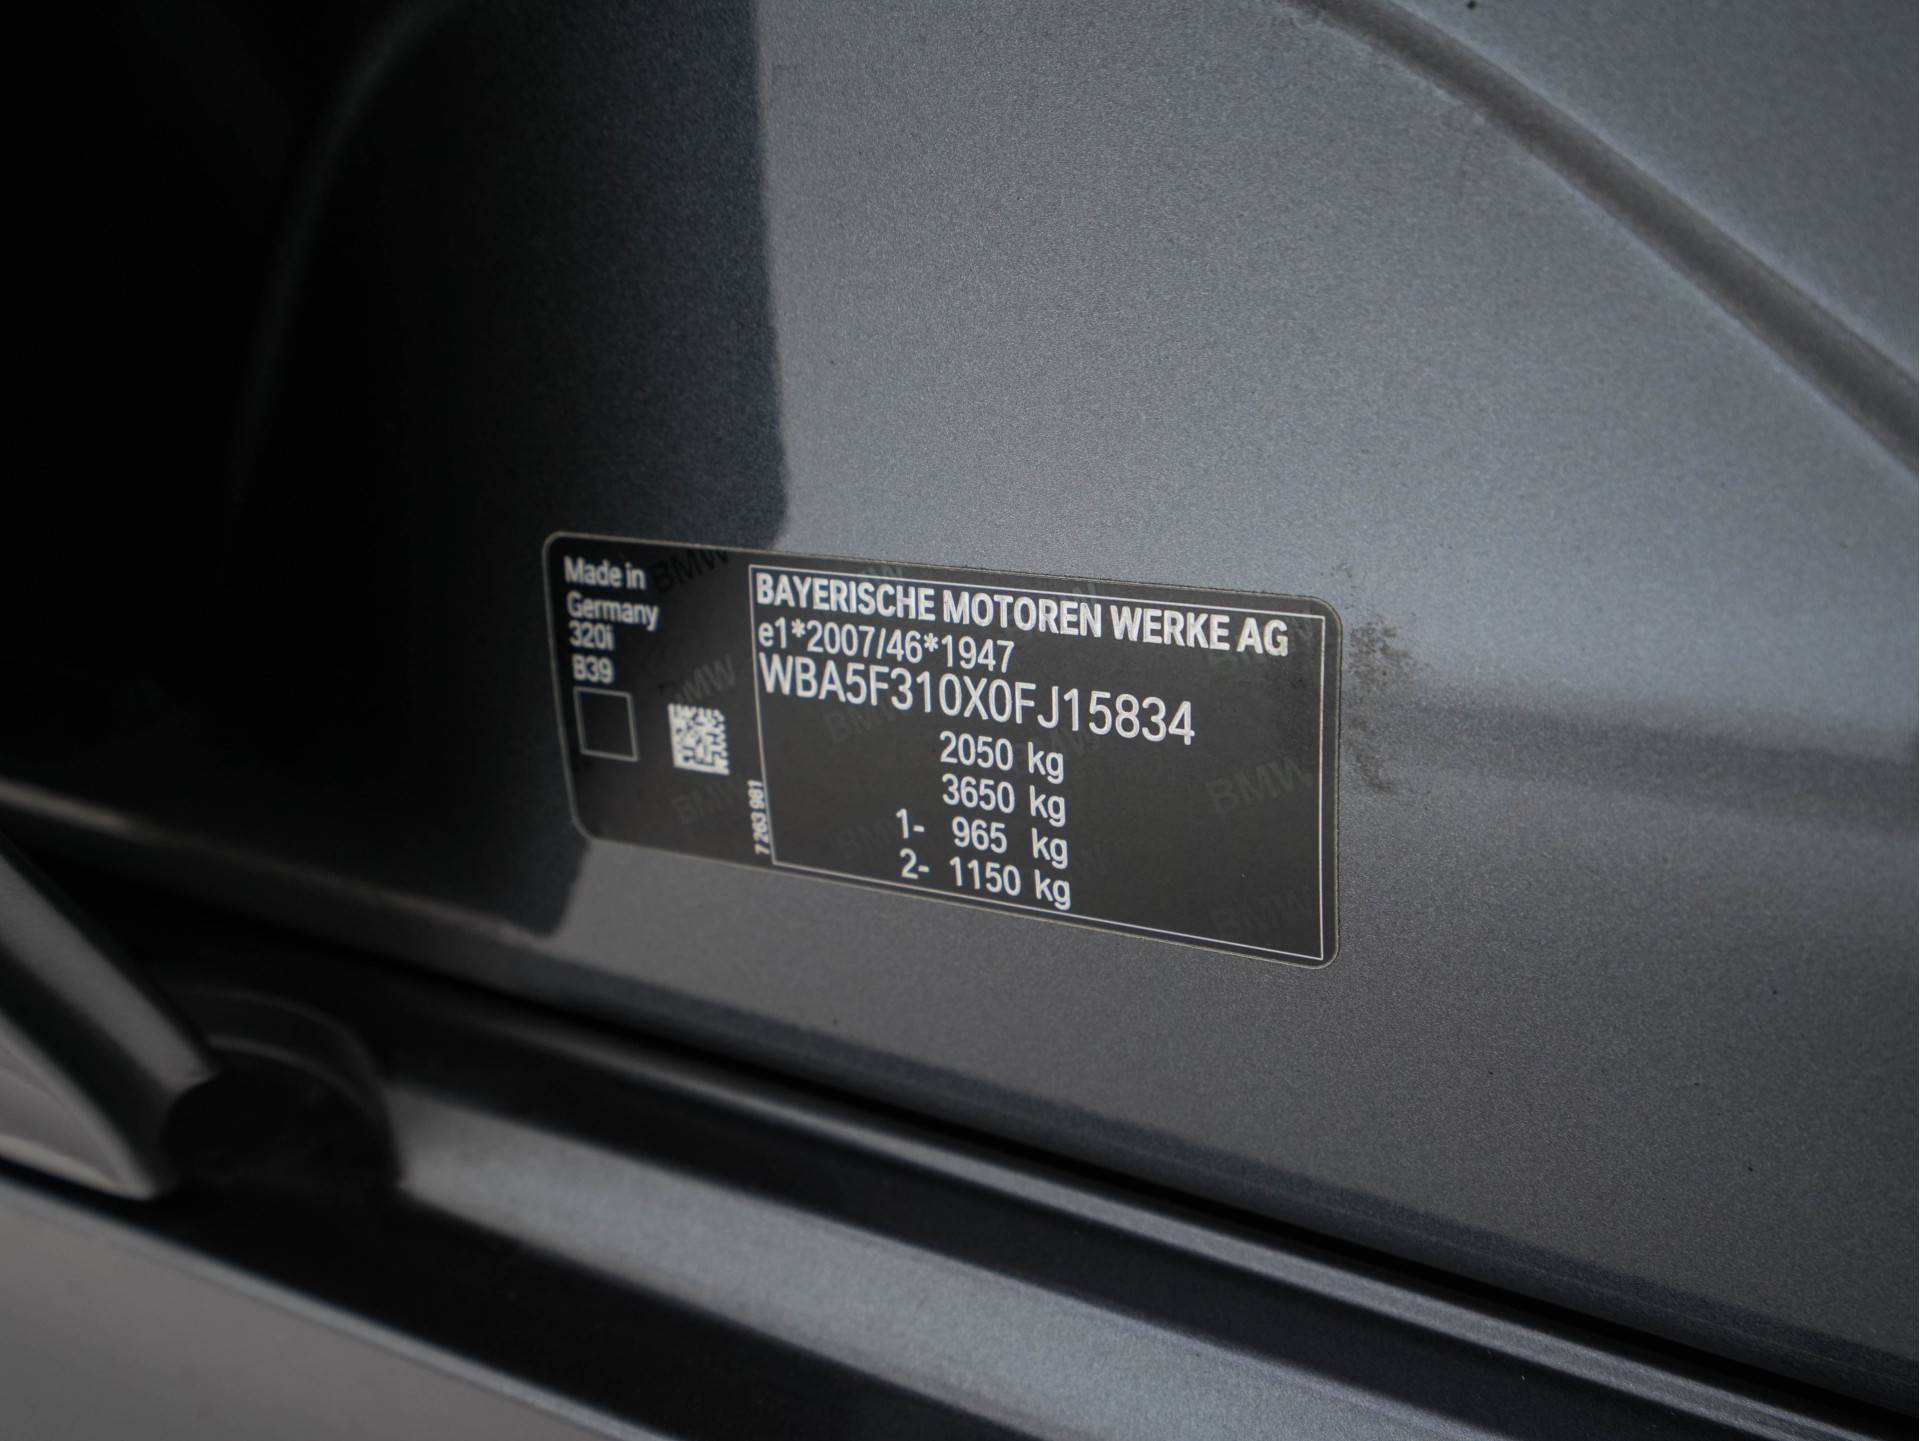 Made in
Germany
320i
B39
7 263 981
BAYERISCHE MOTOREN WERKE AG
e1*2007/46*1947
WBA5F310X0FJ15834
2050 kg
3650 kg
1- 965 kg
2- 1150 kg